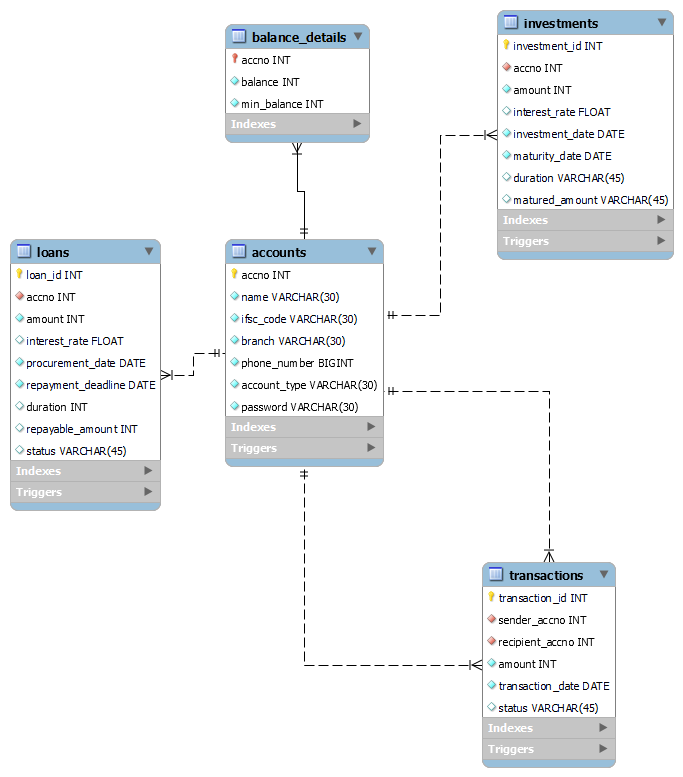 balance_details
accno INT
balance INT
min_balance INT
Indexes
investments
investment_id INT
accno INT
amount INT
interest_rate FLOAT
investment_date DATE
maturity_date DATE
duration VARCHAR(45)
matured_amount VARCHAR(45)
Indexes
Triggers
loans
loan_id INT
accno INT
amount INT
interest_rate FLOAT
procurement_date DATE
repayment_deadline DATE
duration INT
repayable_amount INT
status VARCHAR(45)
Indexes
Triggers
accounts
accno INT
name VARCHAR(30)
ifsc_code VARCHAR(30)
branch VARCHAR(30)
phone_number BIGINT
account_type VARCHAR(30)
password VARCHAR(30)
Indexes
Triggers
transactions
transaction_id INT
sender_accno INT
recipient_accno INT
amount INT
transaction_date DATE
status VARCHAR(45)
Indexes
Triggers